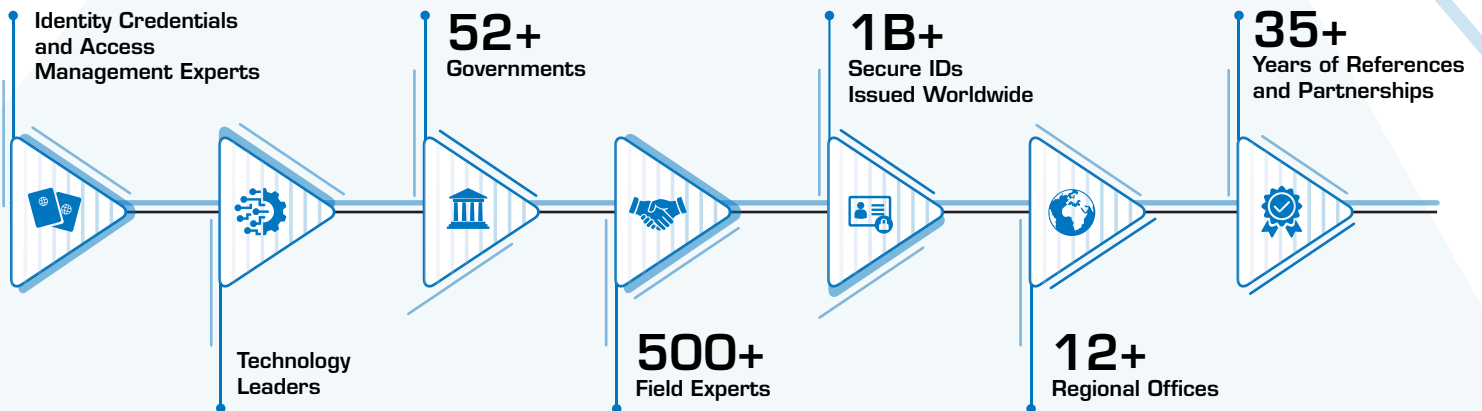 Identity Credentials
and Access
Management Experts
Technology
Leaders
52+
Governments
500+
Field Experts
1B+
Secure IDs
Issued Worldwide
12+
Regional Offices
35+
Years of References
and Partnerships